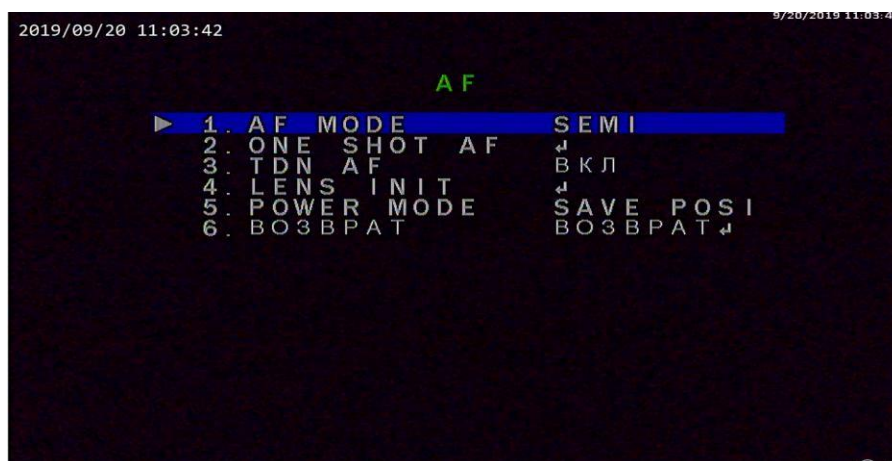 2019/09/20 11:03:42
9/20/2019 11:03:4
AF
1. AF MODE SEMI
2. ONE SHOT AF ↲
3. TDN AF ВКЛ
4. LENS INIT ↲
5. POWER MODE SAVE POSI
6. ВОЗВРАТ ВОЗВРАТ↲